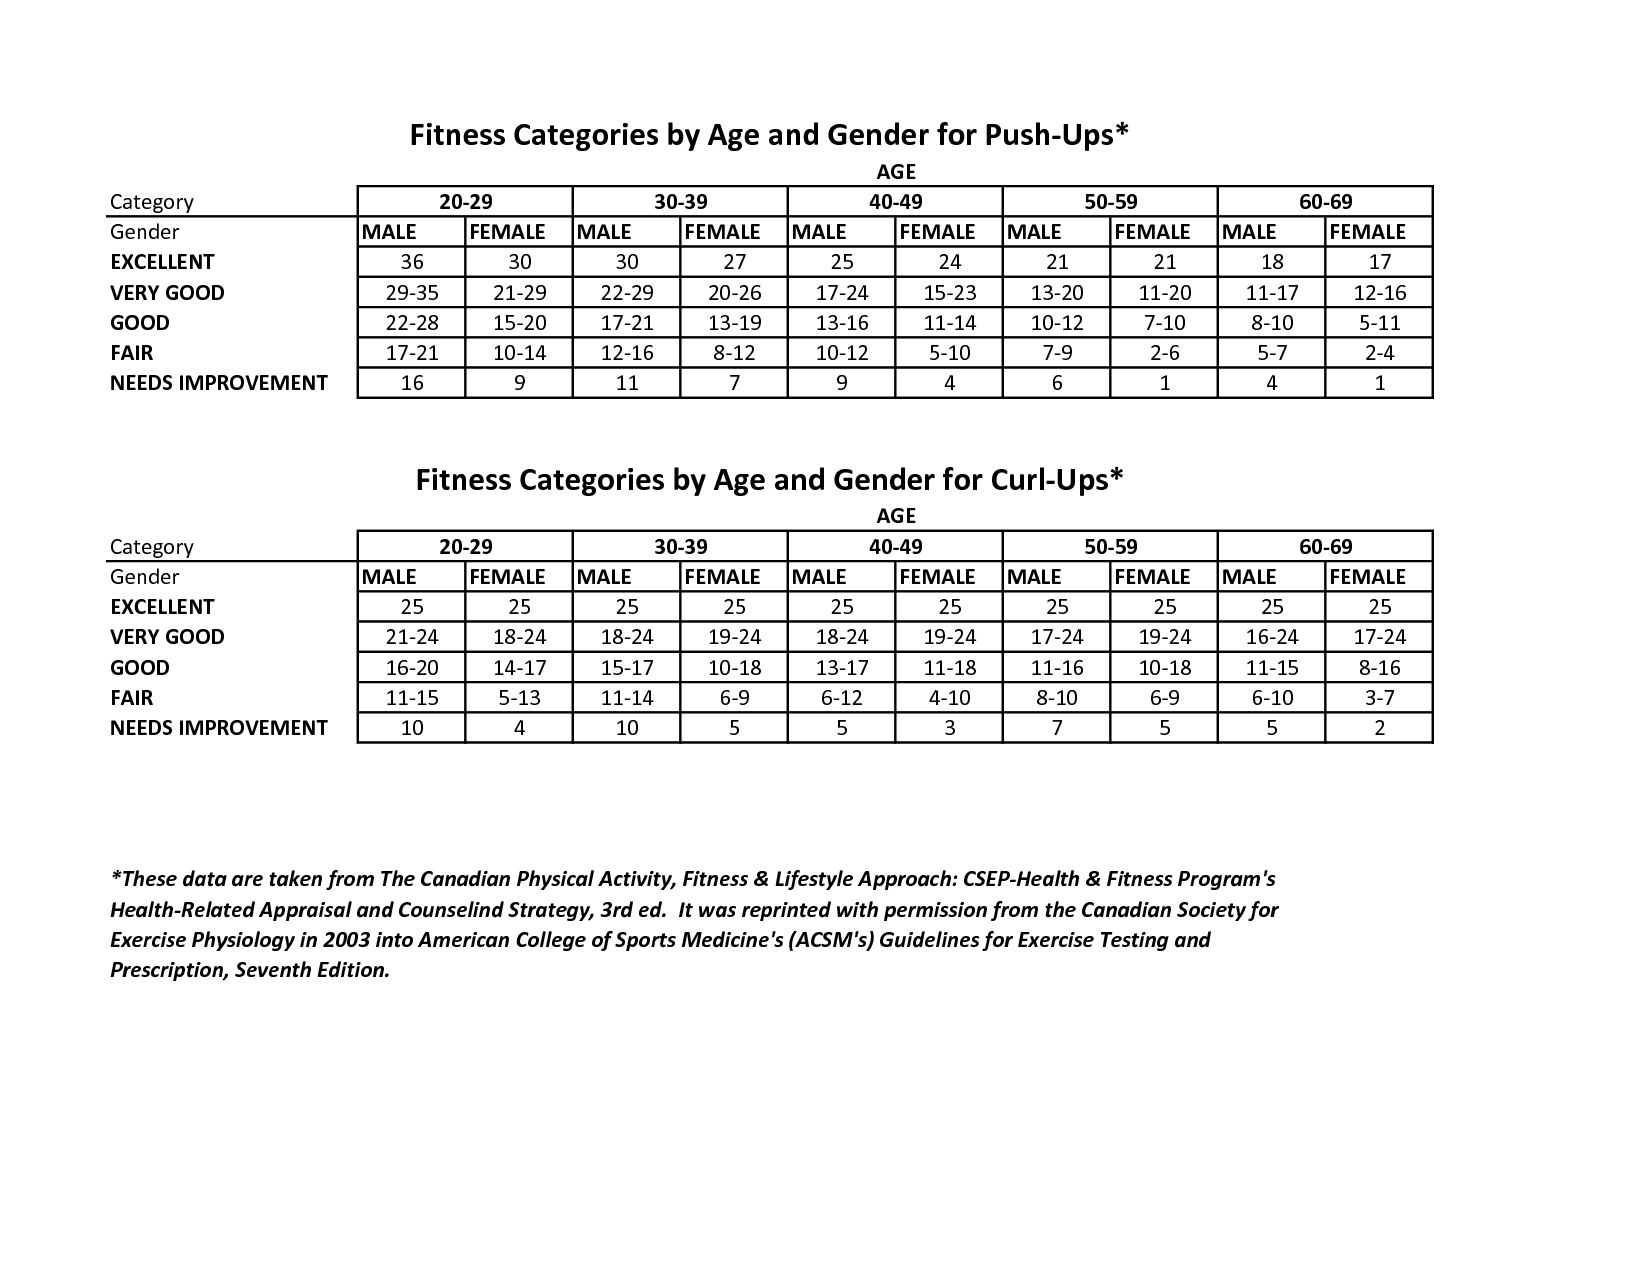 Fitness Categories by Age and Gender for Push-Ups*
AGE
Category 20-29 30-39 40-49 50-59 60-69
Gender MALE FEMALE MALE FEMALE MALE FEMALE MALE FEMALE MALE FEMALE
EXCELLENT 36 30 30 27 25 24 21 21 18 17
VERY GOOD 29-35 21-29 22-29 20-26 17-24 15-23 13-20 11-20 11-17 12-16
GOOD 22-28 15-20 17-21 13-19 13-16 11-14 10-12 7-10 8-10 5-11
FAIR 17-21 10-14 12-16 8-12 10-12 5-10 7-9 2-6 5-7 2-4
NEEDS IMPROVEMENT 16 9 11 7 9 4 6 1 4 1
Fitness Categories by Age and Gender for Curl-Ups*
AGE
Category 20-29 30-39 40-49 50-59 60-69
Gender MALE FEMALE MALE FEMALE MALE FEMALE MALE FEMALE MALE FEMALE
EXCELLENT 25 25 25 25 25 25 25 25 25 25
VERY GOOD 21-24 18-24 18-24 19-24 18-24 19-24 17-24 19-24 16-24 17-24
GOOD 16-20 14-17 15-17 10-18 13-17 11-18 11-16 10-18 11-15 8-16
FAIR 11-15 5-13 11-14 6-9 6-12 4-10 8-10 6-9 6-10 3-7
NEEDS IMPROVEMENT 10 4 10 5 5 3 7 5 5 2
*These data are taken from The Canadian Physical Activity, Fitness & Lifestyle Approach: CSEP-Health & Fitness Program's
Health-Related Appraisal and Counselind Strategy, 3rd ed. It was reprinted with permission from the Canadian Society for
Exercise Physiology in 2003 into American College of Sports Medicine's (ACSM's) Guidelines for Exercise Testing and
Prescription, Seventh Edition.